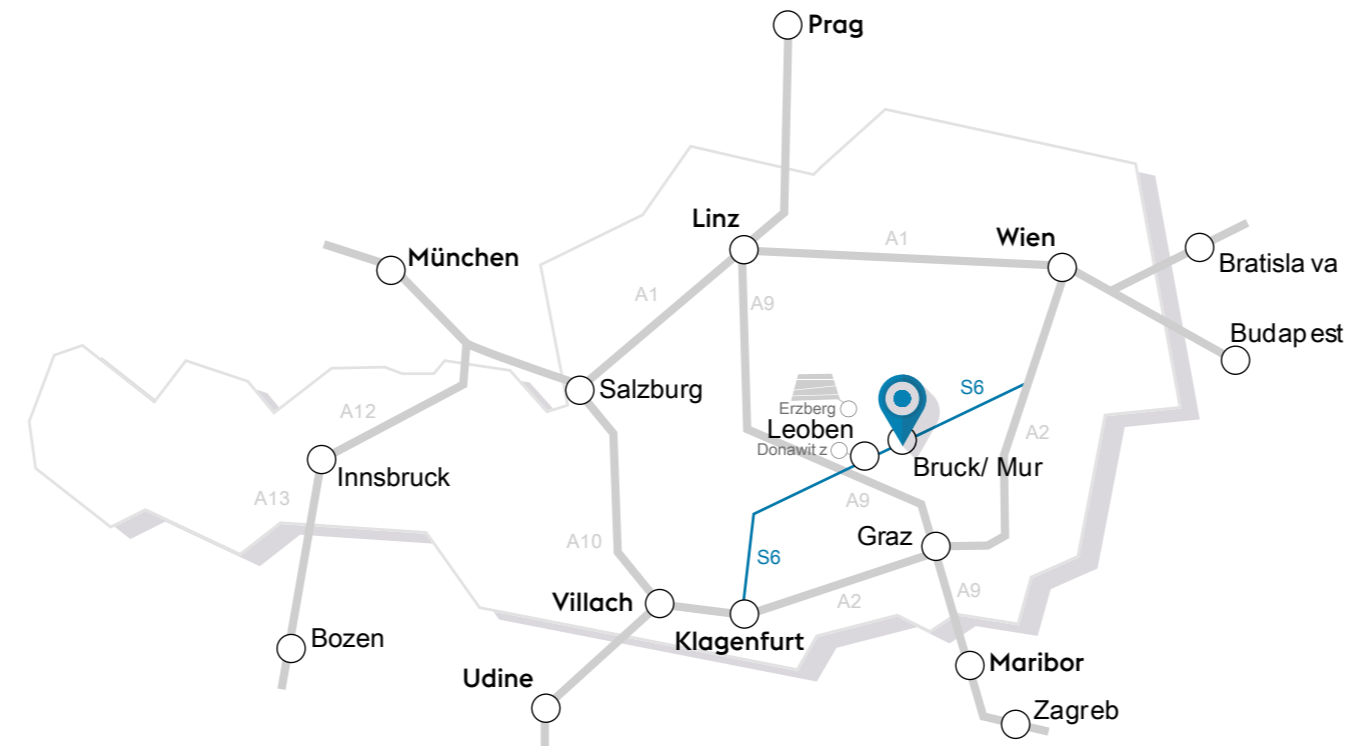 Prag
Linz
A1
Wien
München
Bratisla va
A1
A9
Budap est
Salzburg
S6
Erzberg
A12
Leoben
A2
Donawit z
Bruck/ Mur
Innsbruck
A13
A9
Graz
A10
S6
A9
Villach
A2
Klagenfurt
Bozen
Maribor
Udine
Zagreb